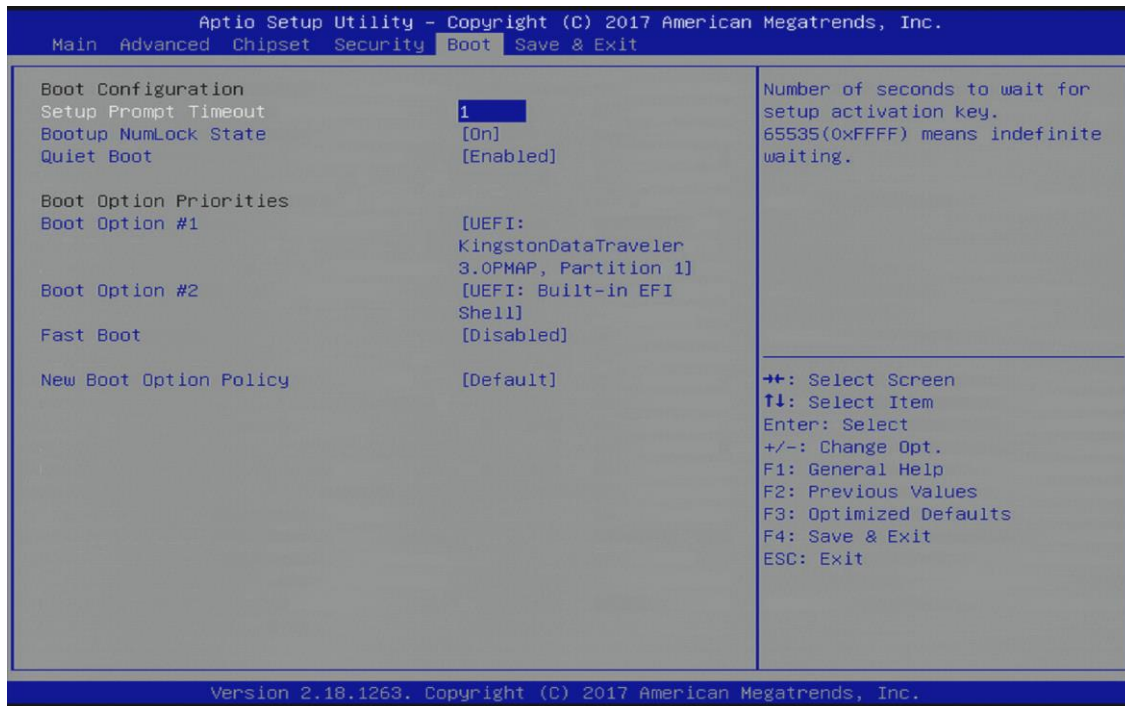 Aptio Setup Utility – Copyright (C) 2017 American Megatrends, Inc.
Main Advanced Chipset Security Boot Save & Exit
Boot Configuration
Setup Prompt Timeout 1
Bootup NumLock State [On]
Quiet Boot [Enabled]
Boot Option Priorities
Boot Option #1 [UEFI:
KingstonDataTraveler
3.0PMAP, Partition 1]
Boot Option #2 [UEFI: Built-in EFI
Shell]
Fast Boot [Disabled]
New Boot Option Policy [Default]
Number of seconds to wait for
setup activation key.
65535(0xFFFF) means indefinite
waiting.
→←: Select Screen
↑↓: Select Item
Enter: Select
+/-: Change Opt.
F1: General Help
F2: Previous Values
F3: Optimized Defaults
F4: Save & Exit
ESC: Exit
Version 2.18.1263. Copyright (C) 2017 American Megatrends, Inc.